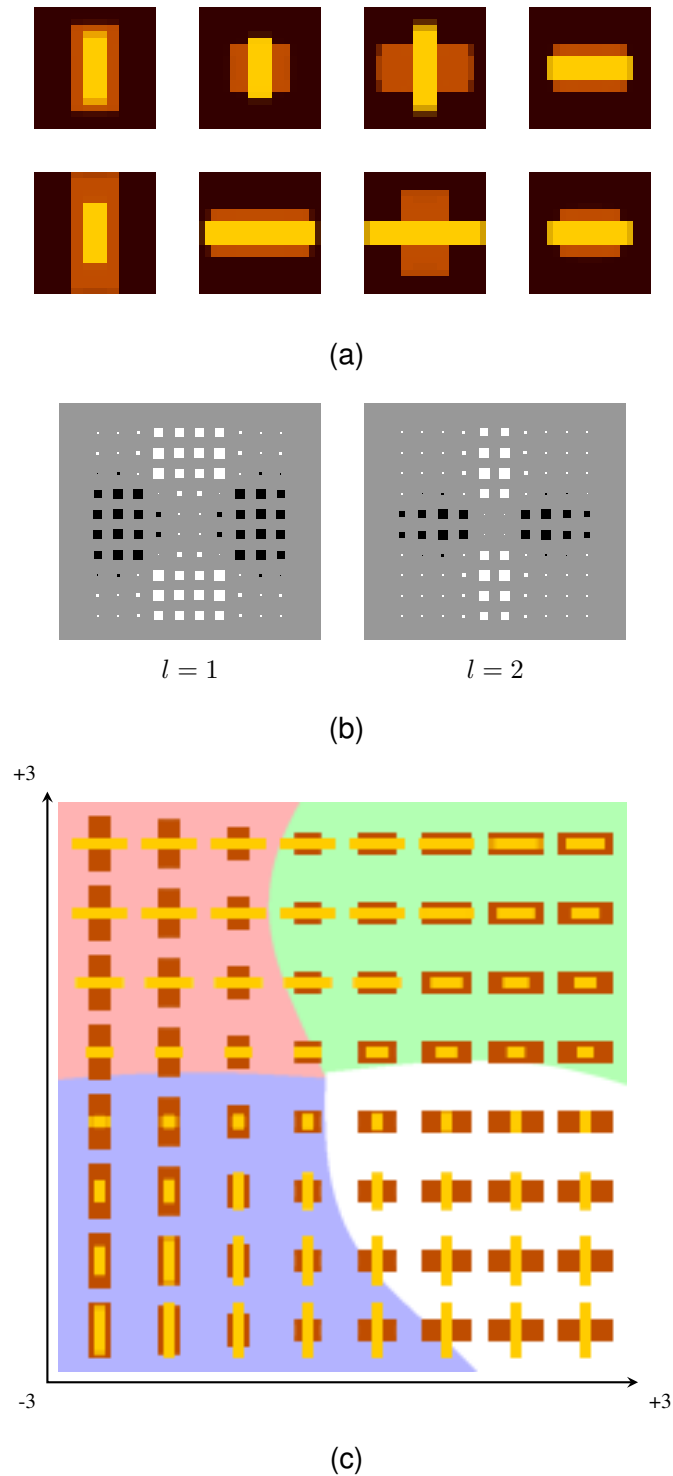 (a)
l = 1
l = 2
(b)
+3
-3
+3
(c)